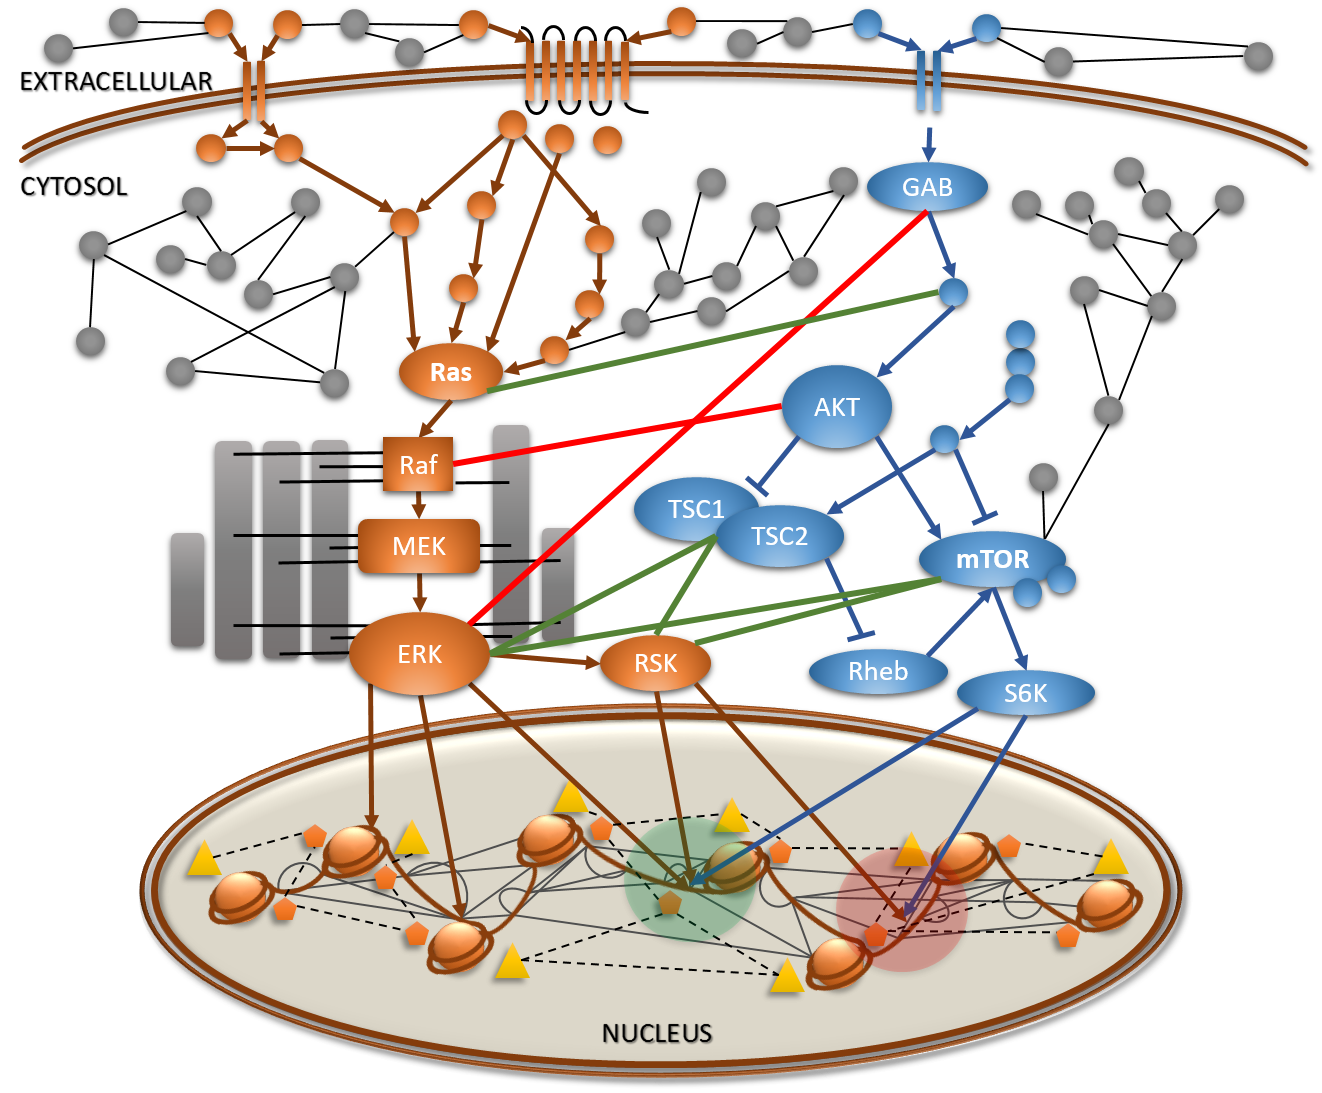 EXTRACELLULAR
CYTOSOL
GAB
Ras
AKT
Raf
TSC1
TSC2
MEK
mTOR
ERK
RSK
Rheb
S6K
NUCLEUS